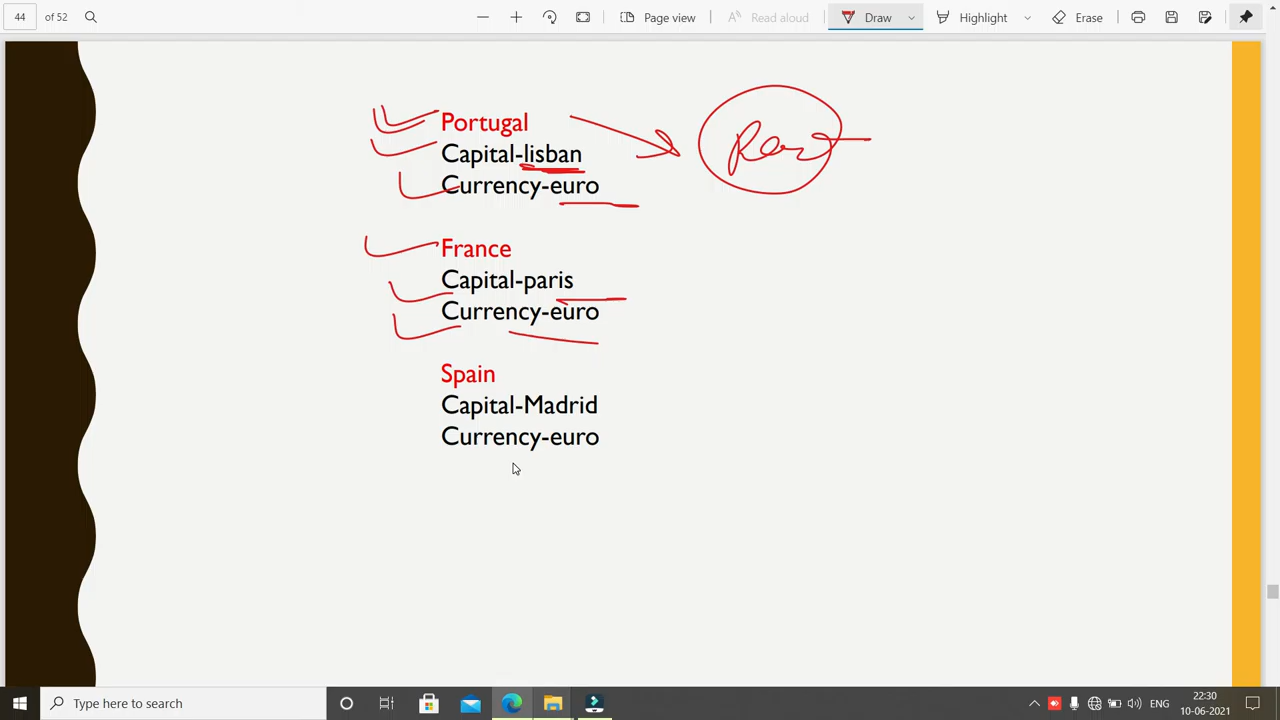 44 of 52 Page view Read aloud Draw Highlight Erase
Portugal
Capital-lisban
Currency-euro
France
Capital-paris
Currency-euro
Spain
Capital-Madrid
Currency-euro
Type here to search
ENG
22:30
10-06-2021